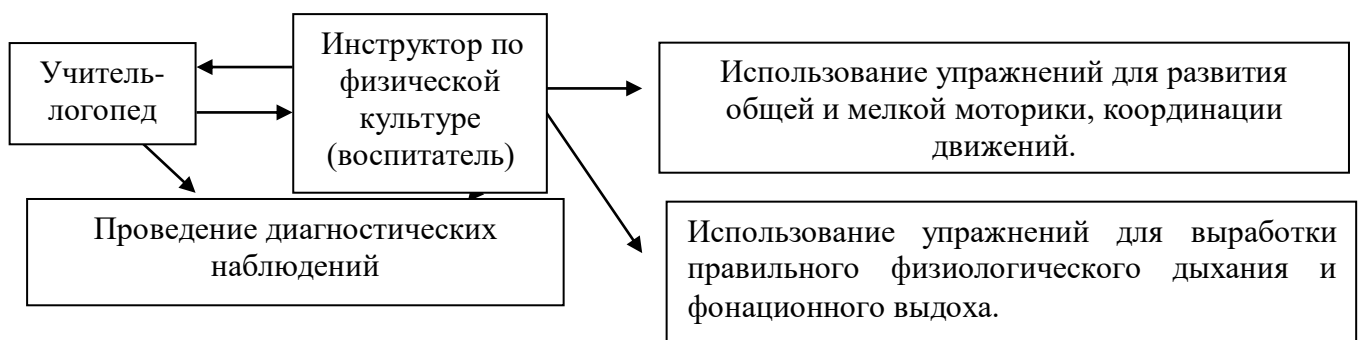 Учитель-
логопед
Инструктор по
физической
культуре
(воспитатель)
Использование упражнений для развития
общей и мелкой моторики, координации
движений.
Проведение диагностических
наблюдений
Использование упражнений для выработки
правильного физиологического дыхания и
фонационного выдоха.